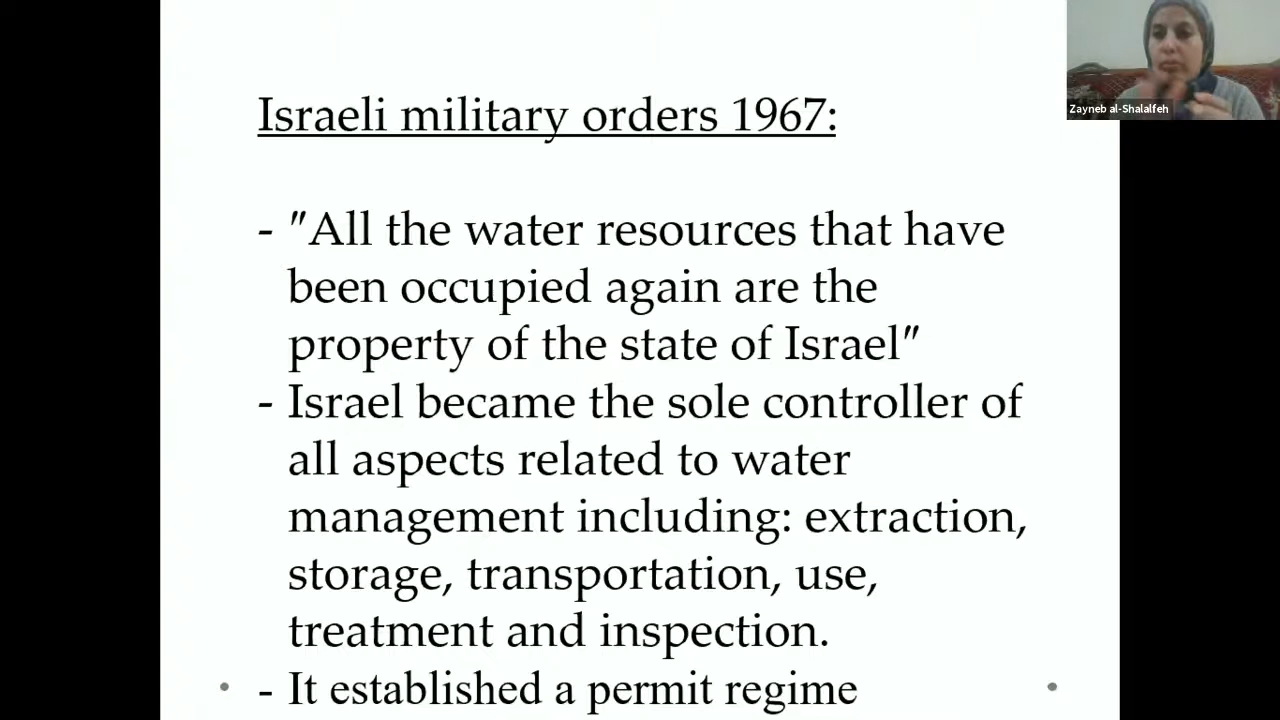 Zayneb al-Shalalfeh
Israeli military orders 1967:
- "All the water resources that have
been occupied again are the
property of the state of Israel"
- Israel became the sole controller of
all aspects related to water
management including: extraction,
storage, transportation, use,
treatment and inspection.
- It established a permit regime